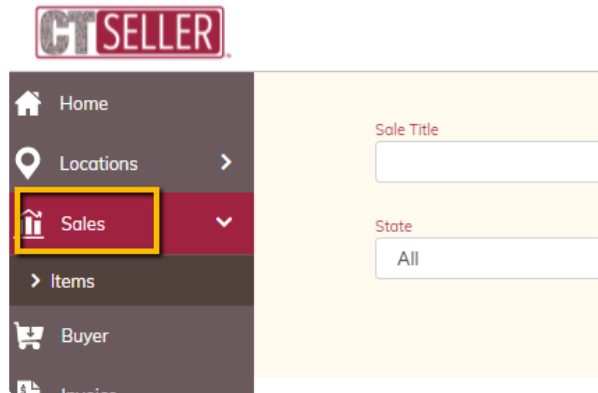 CTSELLER
Home
Locations
Sales
Items
Buyer
Sale Title
State
All